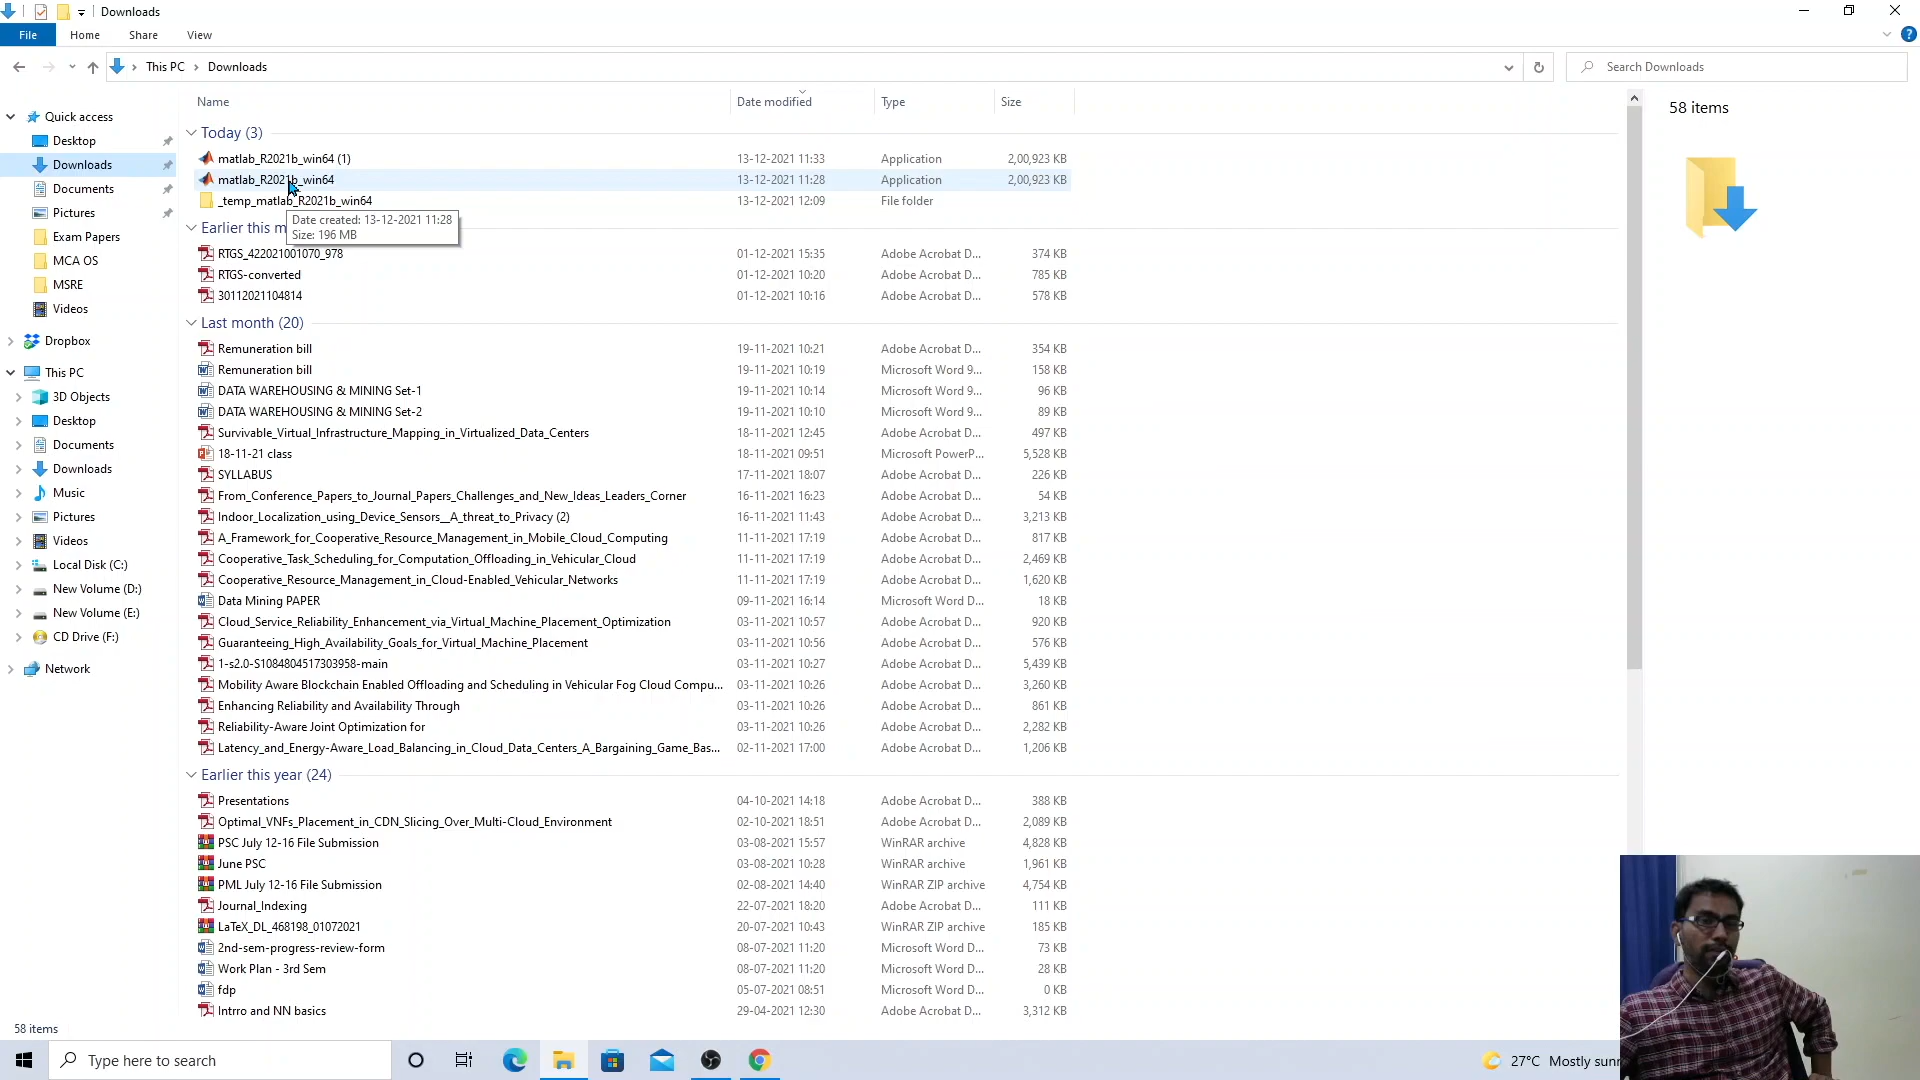 Downloads
File Home Share View
This PC Downloads
Search Downloads
Name Date modified Type Size
58 items
Quick access
Desktop
Downloads
Documents
Pictures
Exam Papers
MCA OS
MSRE
Videos
Dropbox
This PC
3D Objects
Desktop
Documents
Downloads
Music
Pictures
Videos
Local Disk (C:)
New Volume (D:)
New Volume (E:)
CD Drive (F:)
Network
Today (3)
matlab_R2021b_win64 (1) 13-12-2021 11:33 Application 2,00,923 KB
matlab_R2021b_win64 13-12-2021 11:28 Application 2,00,923 KB
_temp_matlab_R2021b_win64 13-12-2021 12:09 File folder
Date created: 13-12-2021 11:28
Size: 196 MB
Earlier this m
RTGS_422021001070_978 01-12-2021 15:35 Adobe Acrobat D... 374 KB
RTGS-converted 01-12-2021 10:20 Adobe Acrobat D... 785 KB
30112021104814 01-12-2021 10:16 Adobe Acrobat D... 578 KB
Last month (20)
Remuneration bill 19-11-2021 10:21 Adobe Acrobat D... 354 KB
Remuneration bill 19-11-2021 10:19 Microsoft Word 9... 158 KB
DATA WAREHOUSING & MINING Set-1 19-11-2021 10:14 Microsoft Word 9... 96 KB
DATA WAREHOUSING & MINING Set-2 19-11-2021 10:10 Microsoft Word 9... 89 KB
Survivable_Virtual_Infrastructure_Mapping_in_Virtualized_Data_Centers 18-11-2021 12:45 Adobe Acrobat D... 497 KB
18-11-21 class 18-11-2021 09:51 Microsoft PowerP... 5,528 KB
SYLLABUS 17-11-2021 18:07 Adobe Acrobat D... 226 KB
From_Conference_Papers_to_Journal_Papers_Challenges_and_New_Ideas_Leaders_Corner 16-11-2021 16:23 Adobe Acrobat D... 54 KB
Indoor_Localization_using_Device_Sensors__A_threat_to_Privacy (2) 16-11-2021 11:43 Adobe Acrobat D... 3,213 KB
A_Framework_for_Cooperative_Resource_Management_in_Mobile_Cloud_Computing 11-11-2021 17:19 Adobe Acrobat D... 817 KB
Cooperative_Task_Scheduling_for_Computation_Offloading_in_Vehicular_Cloud 11-11-2021 17:19 Adobe Acrobat D... 2,469 KB
Cooperative_Resource_Management_in_Cloud-Enabled_Vehicular_Networks 11-11-2021 17:19 Adobe Acrobat D... 1,620 KB
Data Mining PAPER 09-11-2021 16:14 Microsoft Word D... 18 KB
Cloud_Service_Reliability_Enhancement_via_Virtual_Machine_Placement_Optimization 03-11-2021 10:57 Adobe Acrobat D... 920 KB
Guaranteeing_High_Availability_Goals_for_Virtual_Machine_Placement 03-11-2021 10:56 Adobe Acrobat D... 576 KB
1-s2.0-S1084804517303958-main 03-11-2021 10:27 Adobe Acrobat D... 5,439 KB
Mobility Aware Blockchain Enabled Offloading and Scheduling in Vehicular Fog Cloud Compu... 03-11-2021 10:26 Adobe Acrobat D... 3,260 KB
Enhancing Reliability and Availability Through 03-11-2021 10:26 Adobe Acrobat D... 861 KB
Reliability-Aware Joint Optimization for 03-11-2021 10:26 Adobe Acrobat D... 2,282 KB
Latency_and_Energy-Aware_Load_Balancing_in_Cloud_Data_Centers_A_Bargaining_Game_Bas... 02-11-2021 17:00 Adobe Acrobat D... 1,206 KB
Earlier this year (24)
Presentations 04-10-2021 14:18 Adobe Acrobat D... 388 KB
Optimal_VNFs_Placement_in_CDN_Slicing_Over_Multi-Cloud_Environment 02-10-2021 18:51 Adobe Acrobat D... 2,089 KB
PSC July 12-16 File Submission 03-08-2021 15:57 WinRAR archive 4,828 KB
June PSC 03-08-2021 10:28 WinRAR archive 1,961 KB
PML July 12-16 File Submission 02-08-2021 14:40 WinRAR ZIP archive 4,754 KB
Journal_Indexing 22-07-2021 18:20 Adobe Acrobat D... 111 KB
LaTeX_DL_468198_01072021 20-07-2021 10:43 WinRAR ZIP archive 185 KB
2nd-sem-progress-review-form 08-07-2021 11:20 Microsoft Word D... 73 KB
Work Plan - 3rd Sem 08-07-2021 11:20 Microsoft Word D... 28 KB
fdp 05-07-2021 08:51 Microsoft Word D... 0 KB
Intrro and NN basics 29-04-2021 12:30 Adobe Acrobat D... 3,312 KB
58 items
Type here to search
27°C Mostly sunn